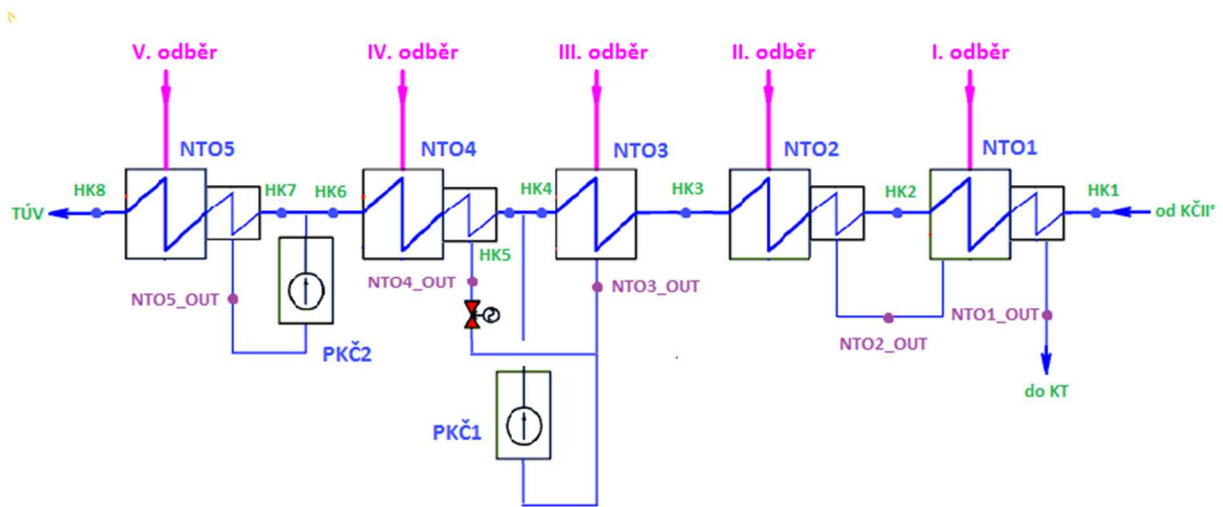 V. odběr
IV. odběr
III. odběr
II. odběr
I. odběr
NTO5
NTO4
NTO3
NTO2
NTO1
HK8
HK7
HK6
HK4
HK3
HK2
HK1
TÚV
od KČII°
HK5
NTO5_OUT
NTO4_OUT
NTO3_OUT
NTO2_OUT
NTO1_OUT
PKČ2
do KT
PKČ1